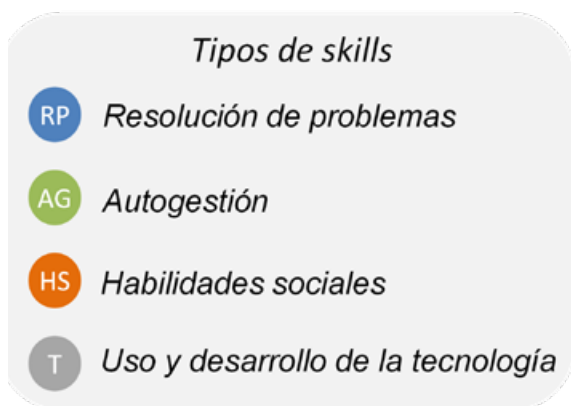 Tipos de skills
RP Resolución de problemas
AG Autogestión
HS Habilidades sociales
T Uso y desarrollo de la tecnología